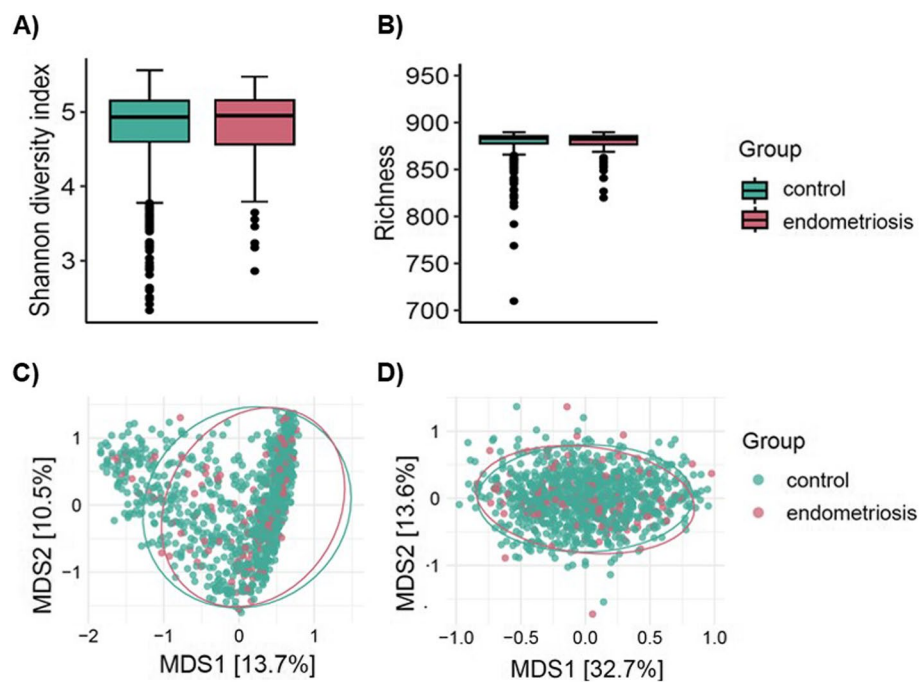 A)
Shannon diversity index
5
4
3
B)
Richness
950
900
850
800
750
700
Group
control
endometriosis
C)
MDS2 [10.5%]
1
0
−1
−2
−1
0
1
MDS1 [13.7%]
D)
MDS2 [13.6%]
1
0
-1
−1.0
−0.5
0.0
0.5
1.0
MDS1 [32.7%]
Group
control
endometriosis